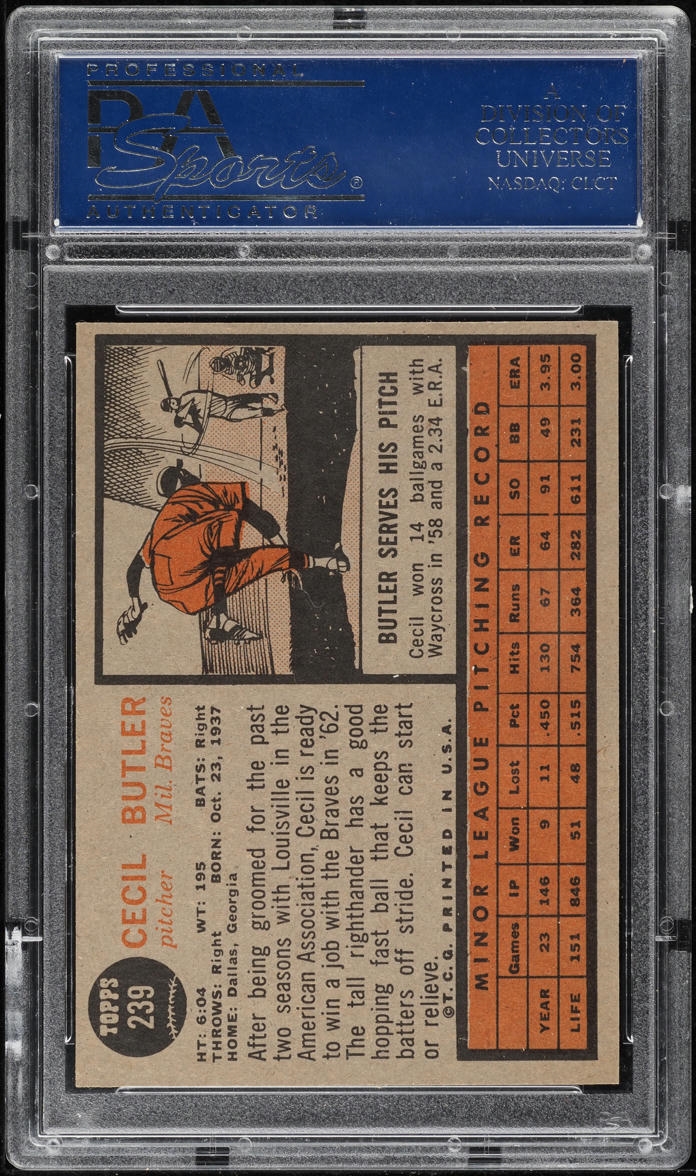 PROFESSIONAL
PSA
Sports®
AUTHENTICATOR
A
DIVISION OF
COLLECTORS
UNIVERSE
NASDAQ: CLCT
TOPPS
239
CECIL BUTLER
pitcher Mil. Braves
HT: 6:04 WT: 195 BATS: Right
THROWS: Right BORN: Oct. 23, 1937
HOME: Dallas, Georgia
After being groomed for the past
two seasons with Louisville in the
American Association, Cecil is ready
to win a job with the Braves in '62.
The tall righthander has a good
hopping fast ball that keeps the
batters off stride. Cecil can start
or relieve.
©T.C.G. PRINTED IN U.S.A.
BUTLER SERVES HIS PITCH
Cecil won 14 ballgames with
Waycross in '58 and a 2.34 E.R.A.
MINOR LEAGUE PITCHING RECORD
Games IP Won Lost Pct Hits Runs ER SO BB ERA
YEAR 23 146 9 11 .450 130 67 64 91 49 3.95
LIFE 151 846 51 48 .515 754 364 282 611 231 3.00